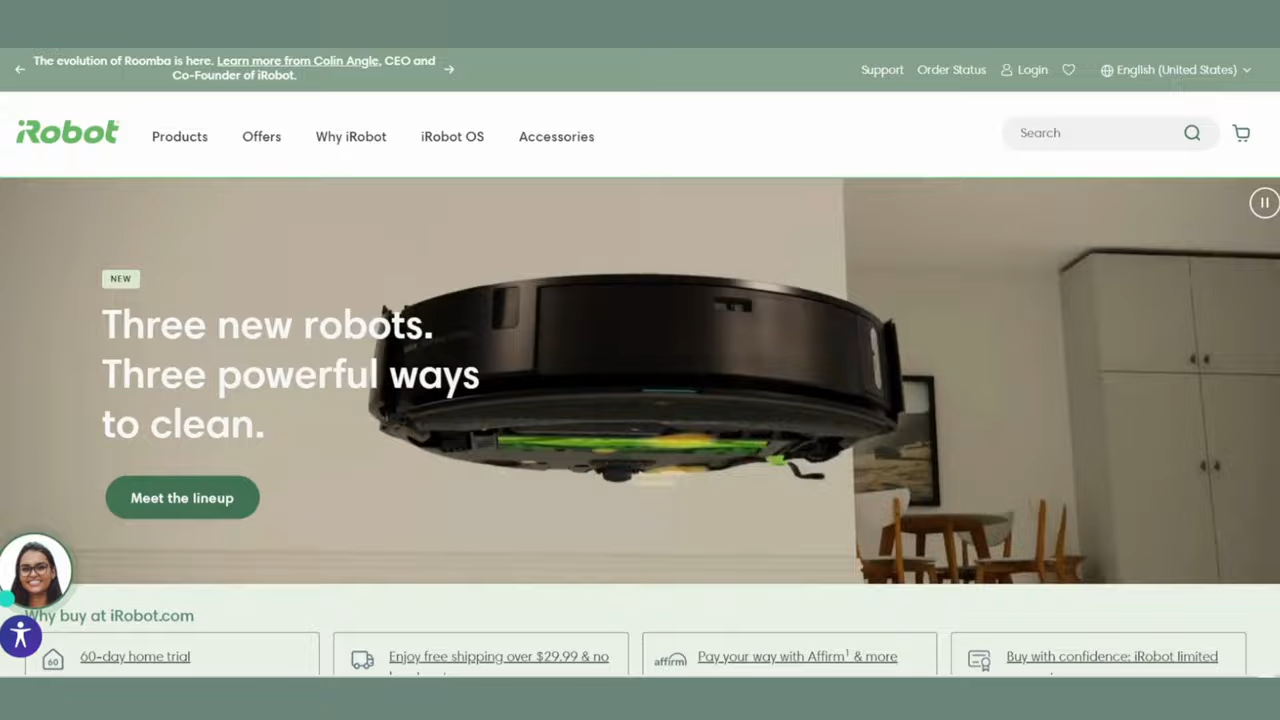 The evolution of Roomba is here. Learn more from Colin Angle, CEO and
Co-Founder of iRobot.
Support
Order Status
Login
English (United States)
iRobot
Products
Offers
Why iRobot
iRobot OS
Accessories
Search
NEW
Three new robots.
Three powerful ways
to clean.
Meet the lineup
Why buy at iRobot.com
60
60-day home trial
Enjoy free shipping over $29.99 & no
affirm
Pay your way with Affirm¹ & more
Buy with confidence: iRobot limited